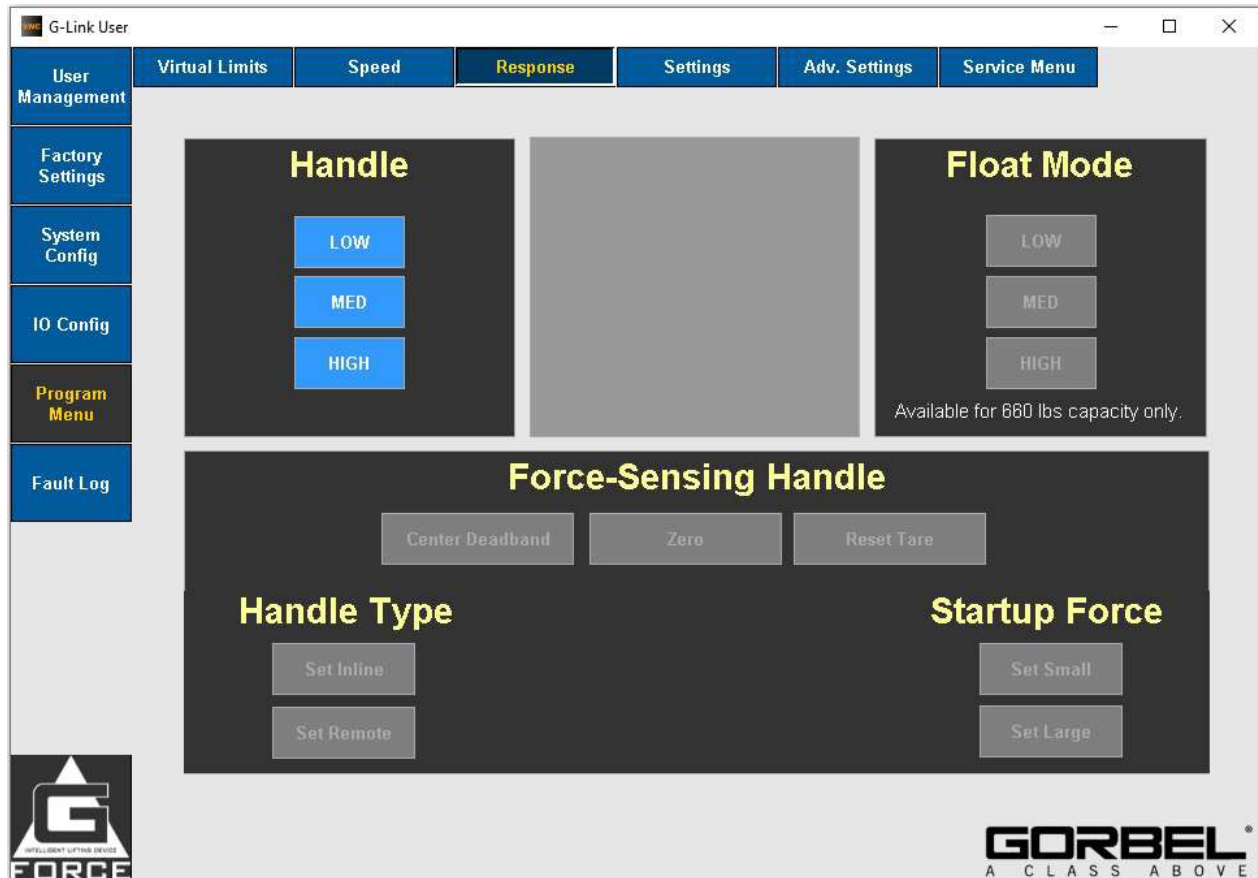 G-Link User
User
Management
Virtual Limits
Speed
Response
Settings
Adv. Settings
Service Menu
Factory
Settings
System
Config
IO Config
Program
Menu
Fault Log
Handle
LOW
MED
HIGH
Float Mode
LOW
MED
HIGH
Available for 660 lbs capacity only.
Force-Sensing Handle
Center Deadband
Zero
Reset Tare
Handle Type
Set Inline
Set Remote
Startup Force
Set Small
Set Large
G
INTELLIGENT LIFTING DEVICE
FORCE
GORBEL
A CLASS ABOVE